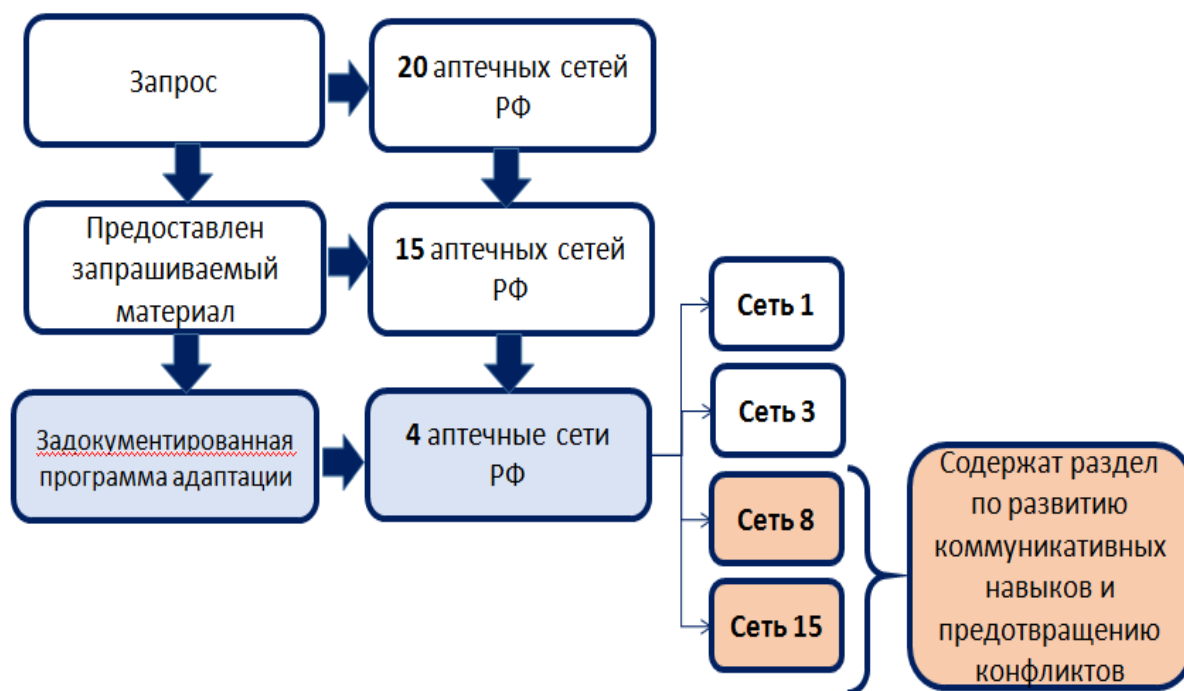 Запрос
20 аптечных сетей
РФ
Предоставлен
запрашиваемый
материал
15 аптечных сетей
РФ
Задокументированная
программа адаптации
4 аптечные сети
РФ
Сеть 1
Сеть 3
Сеть 8
Сеть 15
Содержат раздел
по развитию
коммуникативных
навыков и
предотвращению
конфликтов